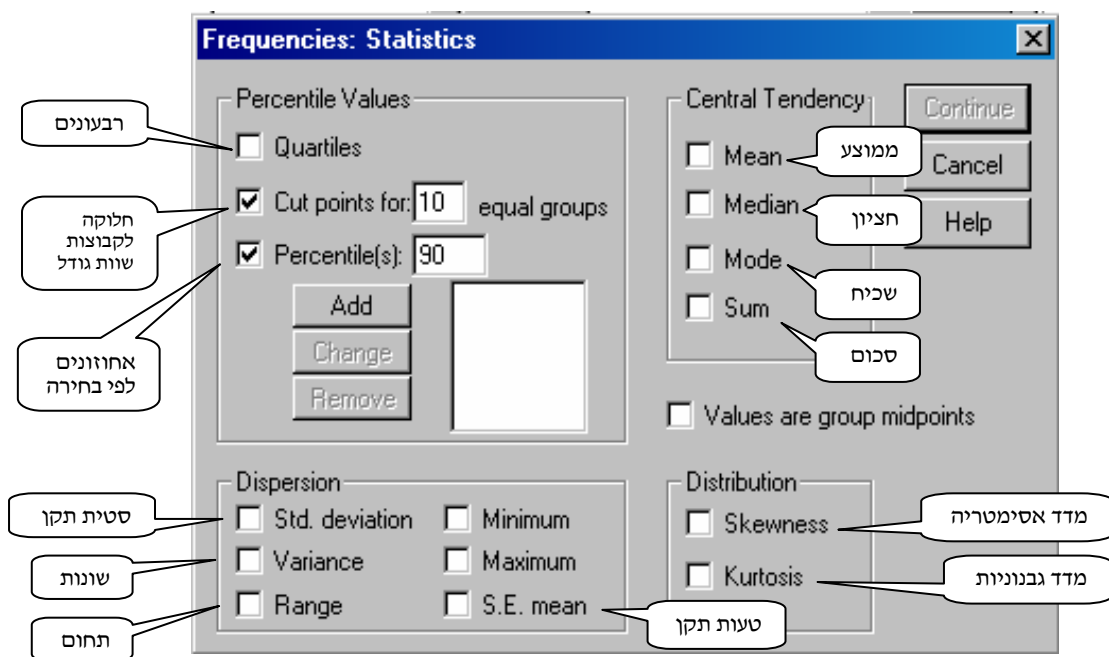 Frequencies: Statistics
Percentile Values
רבעונים
Quartiles
חלוקה
לקבוצות
שוות גודל
Cut points for: 10 equal groups
אחוזונים
לפי בחירה
Percentile(s): 90
Add
Change
Remove
Central Tendency
Mean
ממוצע
Median
חציון
Mode
שכיח
Sum
סכום
Continue
Cancel
Help
Values are group midpoints
Dispersion
סטית תקן
Std. deviation
Minimum
שונות
Variance
Maximum
תחום
Range
S.E. mean
טעות תקן
Distribution
Skewness
מדד אסימטריה
Kurtosis
מדד גבנוניות